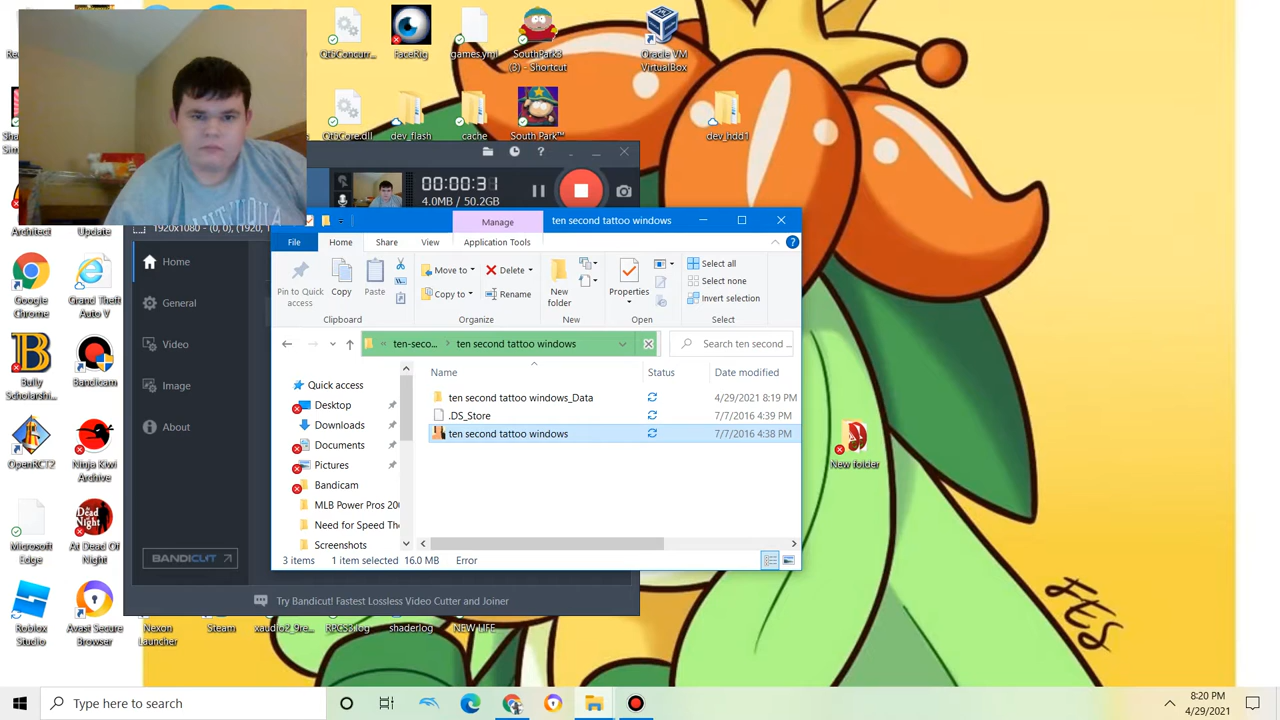 QtSConcurr...
FaceRig
games.yml
SouthPark3
(3) - Shortcut
Oracle VM
VirtualBox
Qt5Core.dll
dev_flash
cache
South Park™
dev_hdd1
00:00:31
4.0MB / 50.2GB
1920x1080 - (0, 0), (1920,
Home
General
Video
Image
About
BANDICUT
Try Bandicut! Fastest Lossless Video Cutter and Joiner
Manage
ten second tattoo windows
File
Home
Share
View
Application Tools
Pin to Quick
access
Copy
Paste
Clipboard
Move to
Copy to
Delete
Rename
Organize
New
folder
New
Properties
Open
Select all
Select none
Invert selection
Select
ten-seco...
ten second tattoo windows
Search ten second ...
Name
Status
Date modified
ten second tattoo windows_Data
4/29/2021 8:19 PM
.DS_Store
7/7/2016 4:39 PM
ten second tattoo windows
7/7/2016 4:38 PM
Quick access
Desktop
Downloads
Documents
Pictures
Bandicam
MLB Power Pros 200
Need for Speed The
Screenshots
3 items
1 item selected
16.0 MB
Error
Architect
Update
Google
Chrome
Grand Theft
Auto V
Bully
Scholarshi...
Bandicam
OpenRCT2
Ninja Kiwi
Archive
Microsoft
Edge
At Dead Of
Night
Roblox
Studio
Avast Secure
Browser
Nexon
Launcher
Steam
xaudio2_9re...
RPCS3.log
shaderlog
NEW LIFE
New folder
FES
Type here to search
8:20 PM
4/29/2021